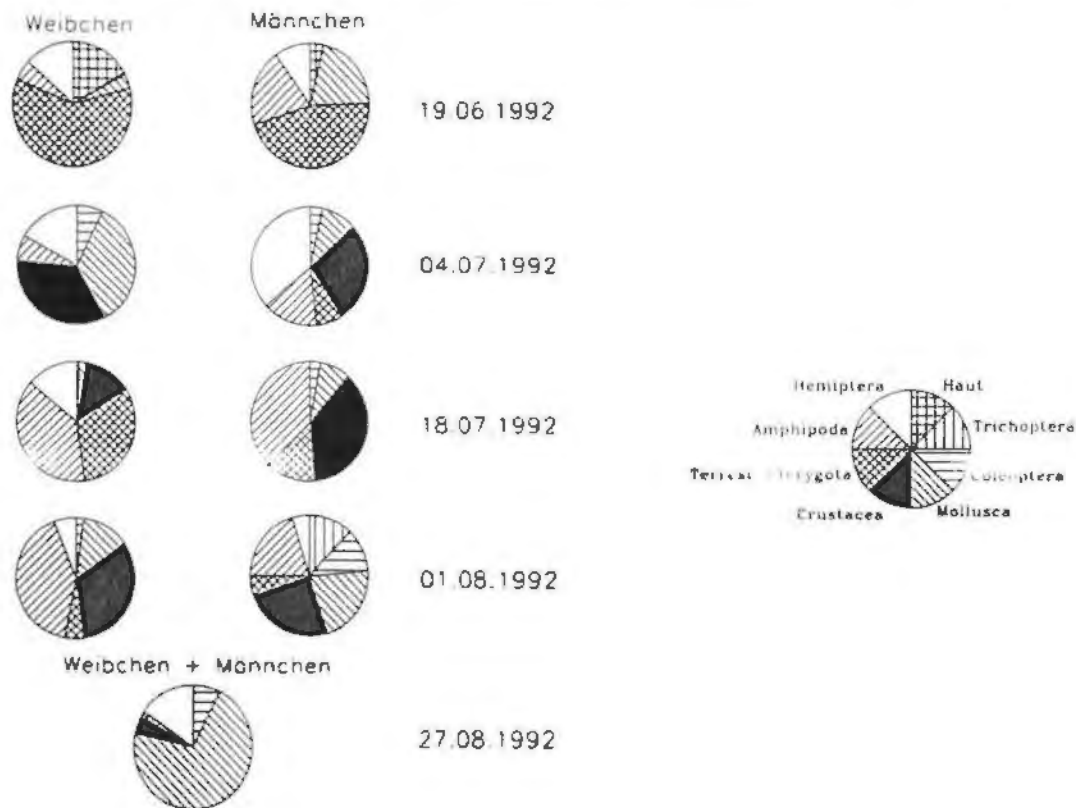 Weibchen Männchen
19.06.1992
04.07.1992
18.07.1992
01.08.1992
Weibchen + Männchen
27.08.1992
Hemiptera Haut
Amphipoda Trichoptera
Coleoptera
Crustacea Mollusca